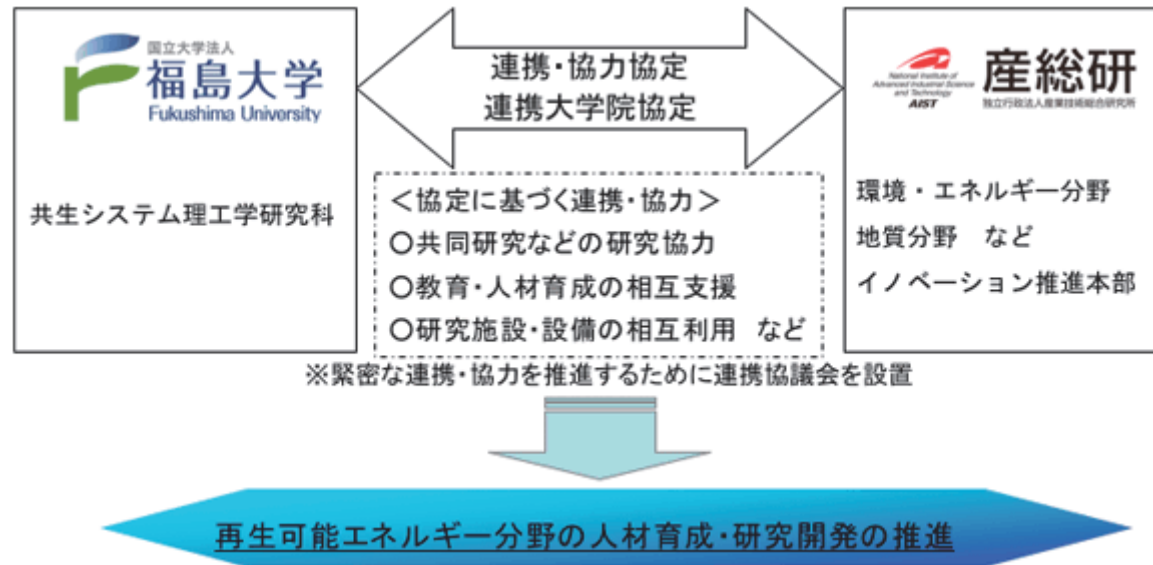 国立大学法人
福島大学
Fukushima University
共生システム理工学研究科
連携・協力協定
連携大学院協定
＜協定に基づく連携・協力＞
○共同研究などの研究協力
○教育・人材育成の相互支援
○研究施設・設備の相互利用　など
National Institute of
Advanced Industrial Science
and Technology
AIST
産総研
独立行政法人産業技術総合研究所
環境・エネルギー分野
地質分野　など
イノベーション推進本部
※緊密な連携・協力を推進するために連携協議会を設置
再生可能エネルギー分野の人材育成・研究開発の推進